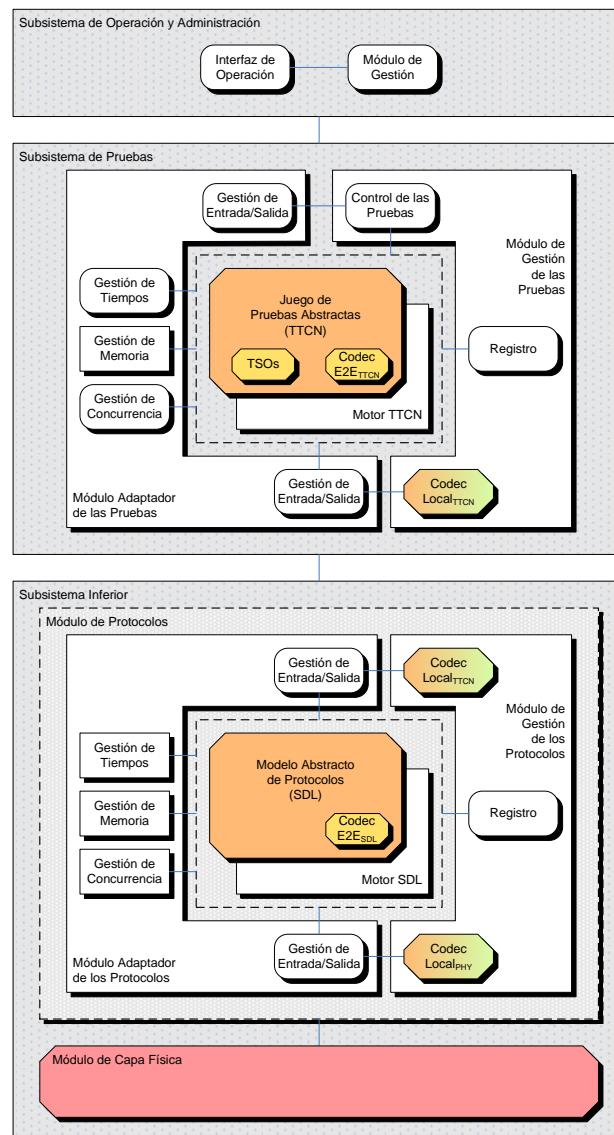 Subsistema de Operación y Administración
Interfaz de
Operación
Módulo de
Gestión
Subsistema de Pruebas
Gestión de
Entrada/Salida
Control de las
Pruebas
Módulo de
Gestión
de las
Pruebas
Gestión de
Tiempos
Juego de
Pruebas Abstractas
(TTCN)
Gestión de
Memoria
Registro
TSOs
Codec
E2ETTCN
Gestión de
Concurrencia
Motor TTCN
Gestión de
Entrada/Salida
Codec
LocalTTCN
Módulo Adaptador
de las Pruebas
Subsistema Inferior
Módulo de Protocolos
Gestión de
Entrada/Salida
Codec
LocalTTCN
Módulo de
Gestión
de los
Protocolos
Gestión de
Tiempos
Modelo Abstracto
de Protocolos
(SDL)
Gestión de
Memoria
Registro
Codec
E2ESDL
Gestión de
Concurrencia
Motor SDL
Gestión de
Entrada/Salida
Codec
LocalPHY
Módulo Adaptador
de los Protocolos
Módulo de Capa Física